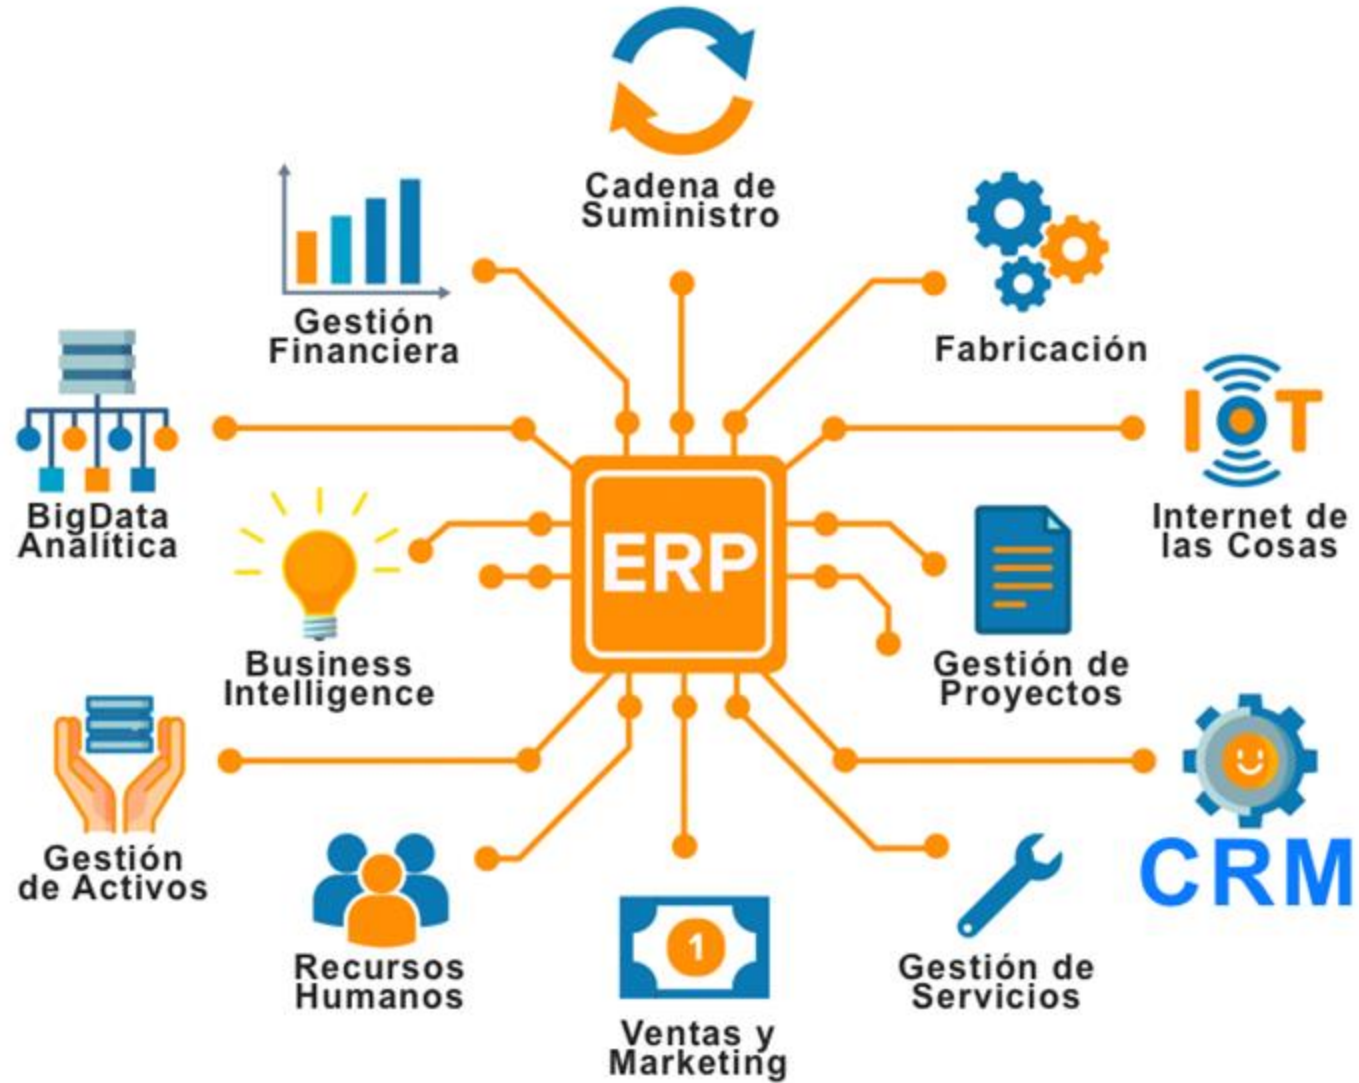 Cadena de
Suministro
Gestión
Financiera
Fabricación
IoT
BigData
Analítica
Internet de
las Cosas
ERP
Business
Intelligence
Gestión de
Proyectos
Gestión
de Activos
CRM
Recursos
Humanos
1
Ventas y
Marketing
Gestión de
Servicios